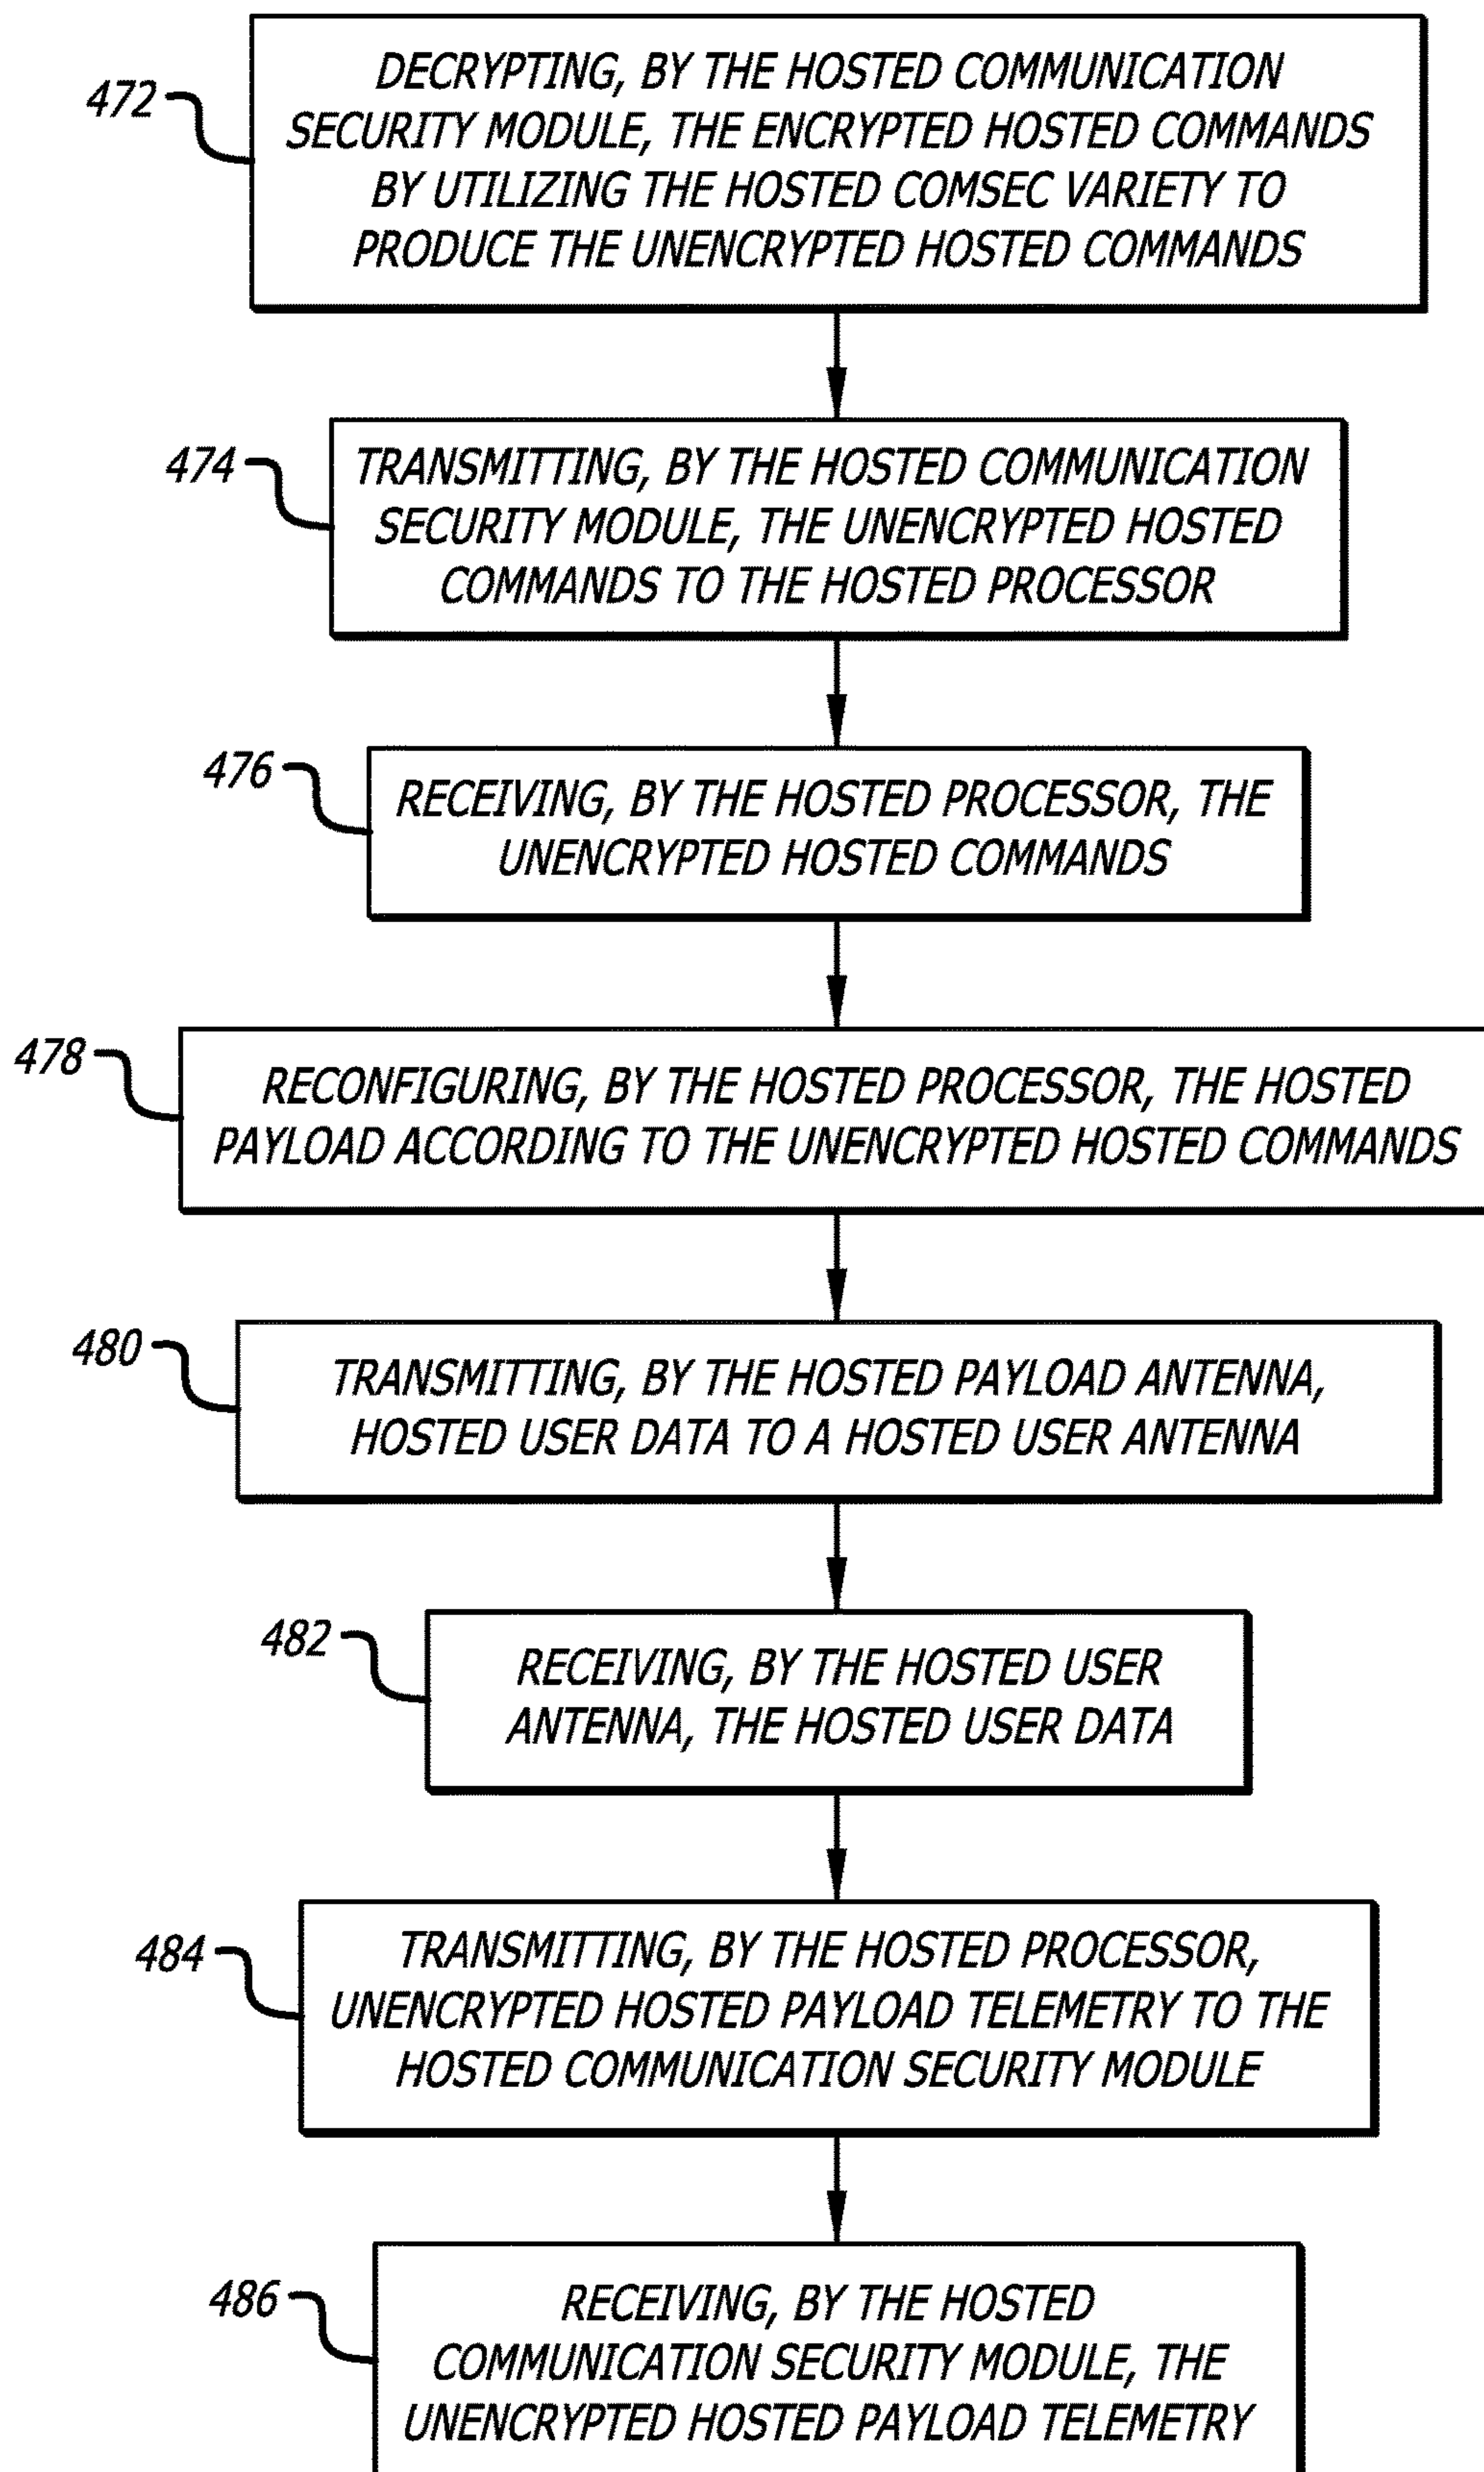 472
DECRYPTING, BY THE HOSTED COMMUNICATION
SECURITY MODULE, THE ENCRYPTED HOSTED COMMANDS
BY UTILIZING THE HOSTED COMSEC VARIETY TO
PRODUCE THE UNENCRYPTED HOSTED COMMANDS
474
TRANSMITTING, BY THE HOSTED COMMUNICATION
SECURITY MODULE, THE UNENCRYPTED HOSTED
COMMANDS TO THE HOSTED PROCESSOR
476
RECEIVING, BY THE HOSTED PROCESSOR, THE
UNENCRYPTED HOSTED COMMANDS
478
RECONFIGURING, BY THE HOSTED PROCESSOR, THE HOSTED
PAYLOAD ACCORDING TO THE UNENCRYPTED HOSTED COMMANDS
480
TRANSMITTING, BY THE HOSTED PAYLOAD ANTENNA,
HOSTED USER DATA TO A HOSTED USER ANTENNA
482
RECEIVING, BY THE HOSTED USER
ANTENNA, THE HOSTED USER DATA
484
TRANSMITTING, BY THE HOSTED PROCESSOR,
UNENCRYPTED HOSTED PAYLOAD TELEMETRY TO THE
HOSTED COMMUNICATION SECURITY MODULE
486
RECEIVING, BY THE HOSTED
COMMUNICATION SECURITY MODULE, THE
UNENCRYPTED HOSTED PAYLOAD TELEMETRY